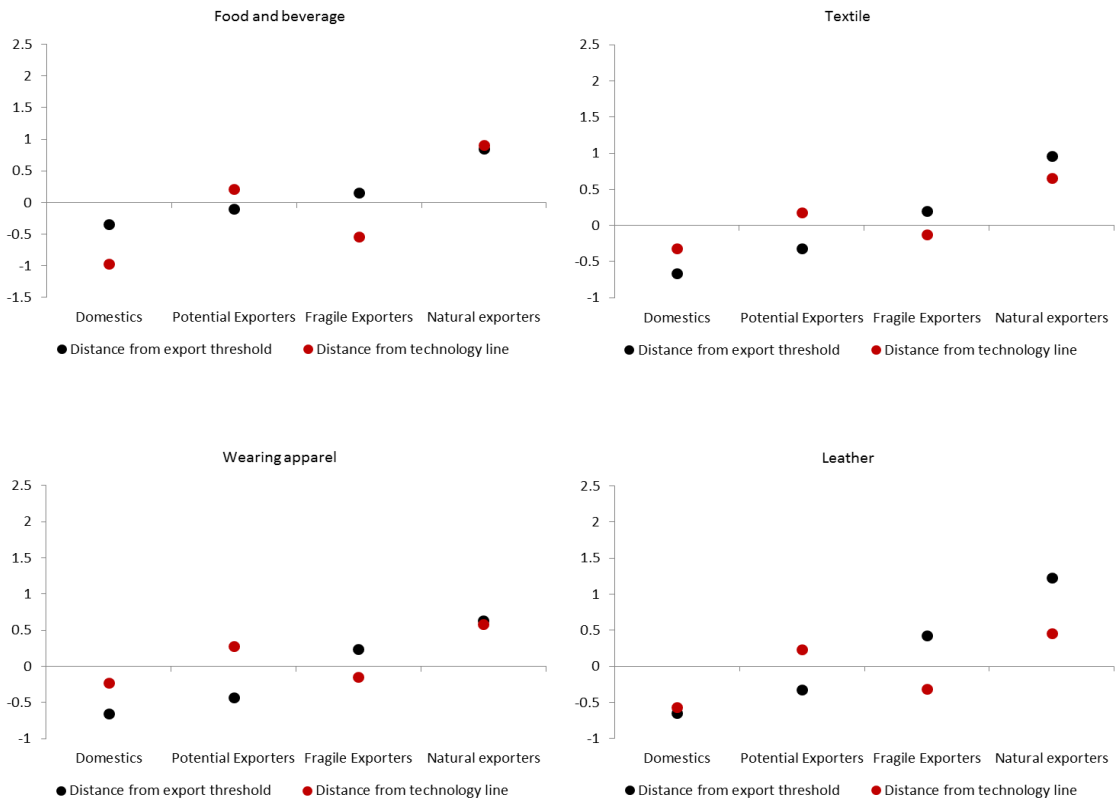 Food and beverage
2.5
2
1.5
1
0.5
0
-0.5
-1
-1.5
Domestics Potential Exporters Fragile Exporters Natural exporters
Distance from export threshold Distance from technology line
Textile
2.5
2
1.5
1
0.5
0
-0.5
-1
Domestics Potential Exporters Fragile Exporters Natural exporters
Distance from export threshold Distance from technology line
Wearing apparel
2.5
2
1.5
1
0.5
0
-0.5
-1
Domestics Potential Exporters Fragile Exporters Natural exporters
Distance from export threshold Distance from technology line
Leather
2.5
2
1.5
1
0.5
0
-0.5
-1
Domestics Potential Exporters Fragile Exporters Natural exporters
Distance from export threshold Distance from technology line